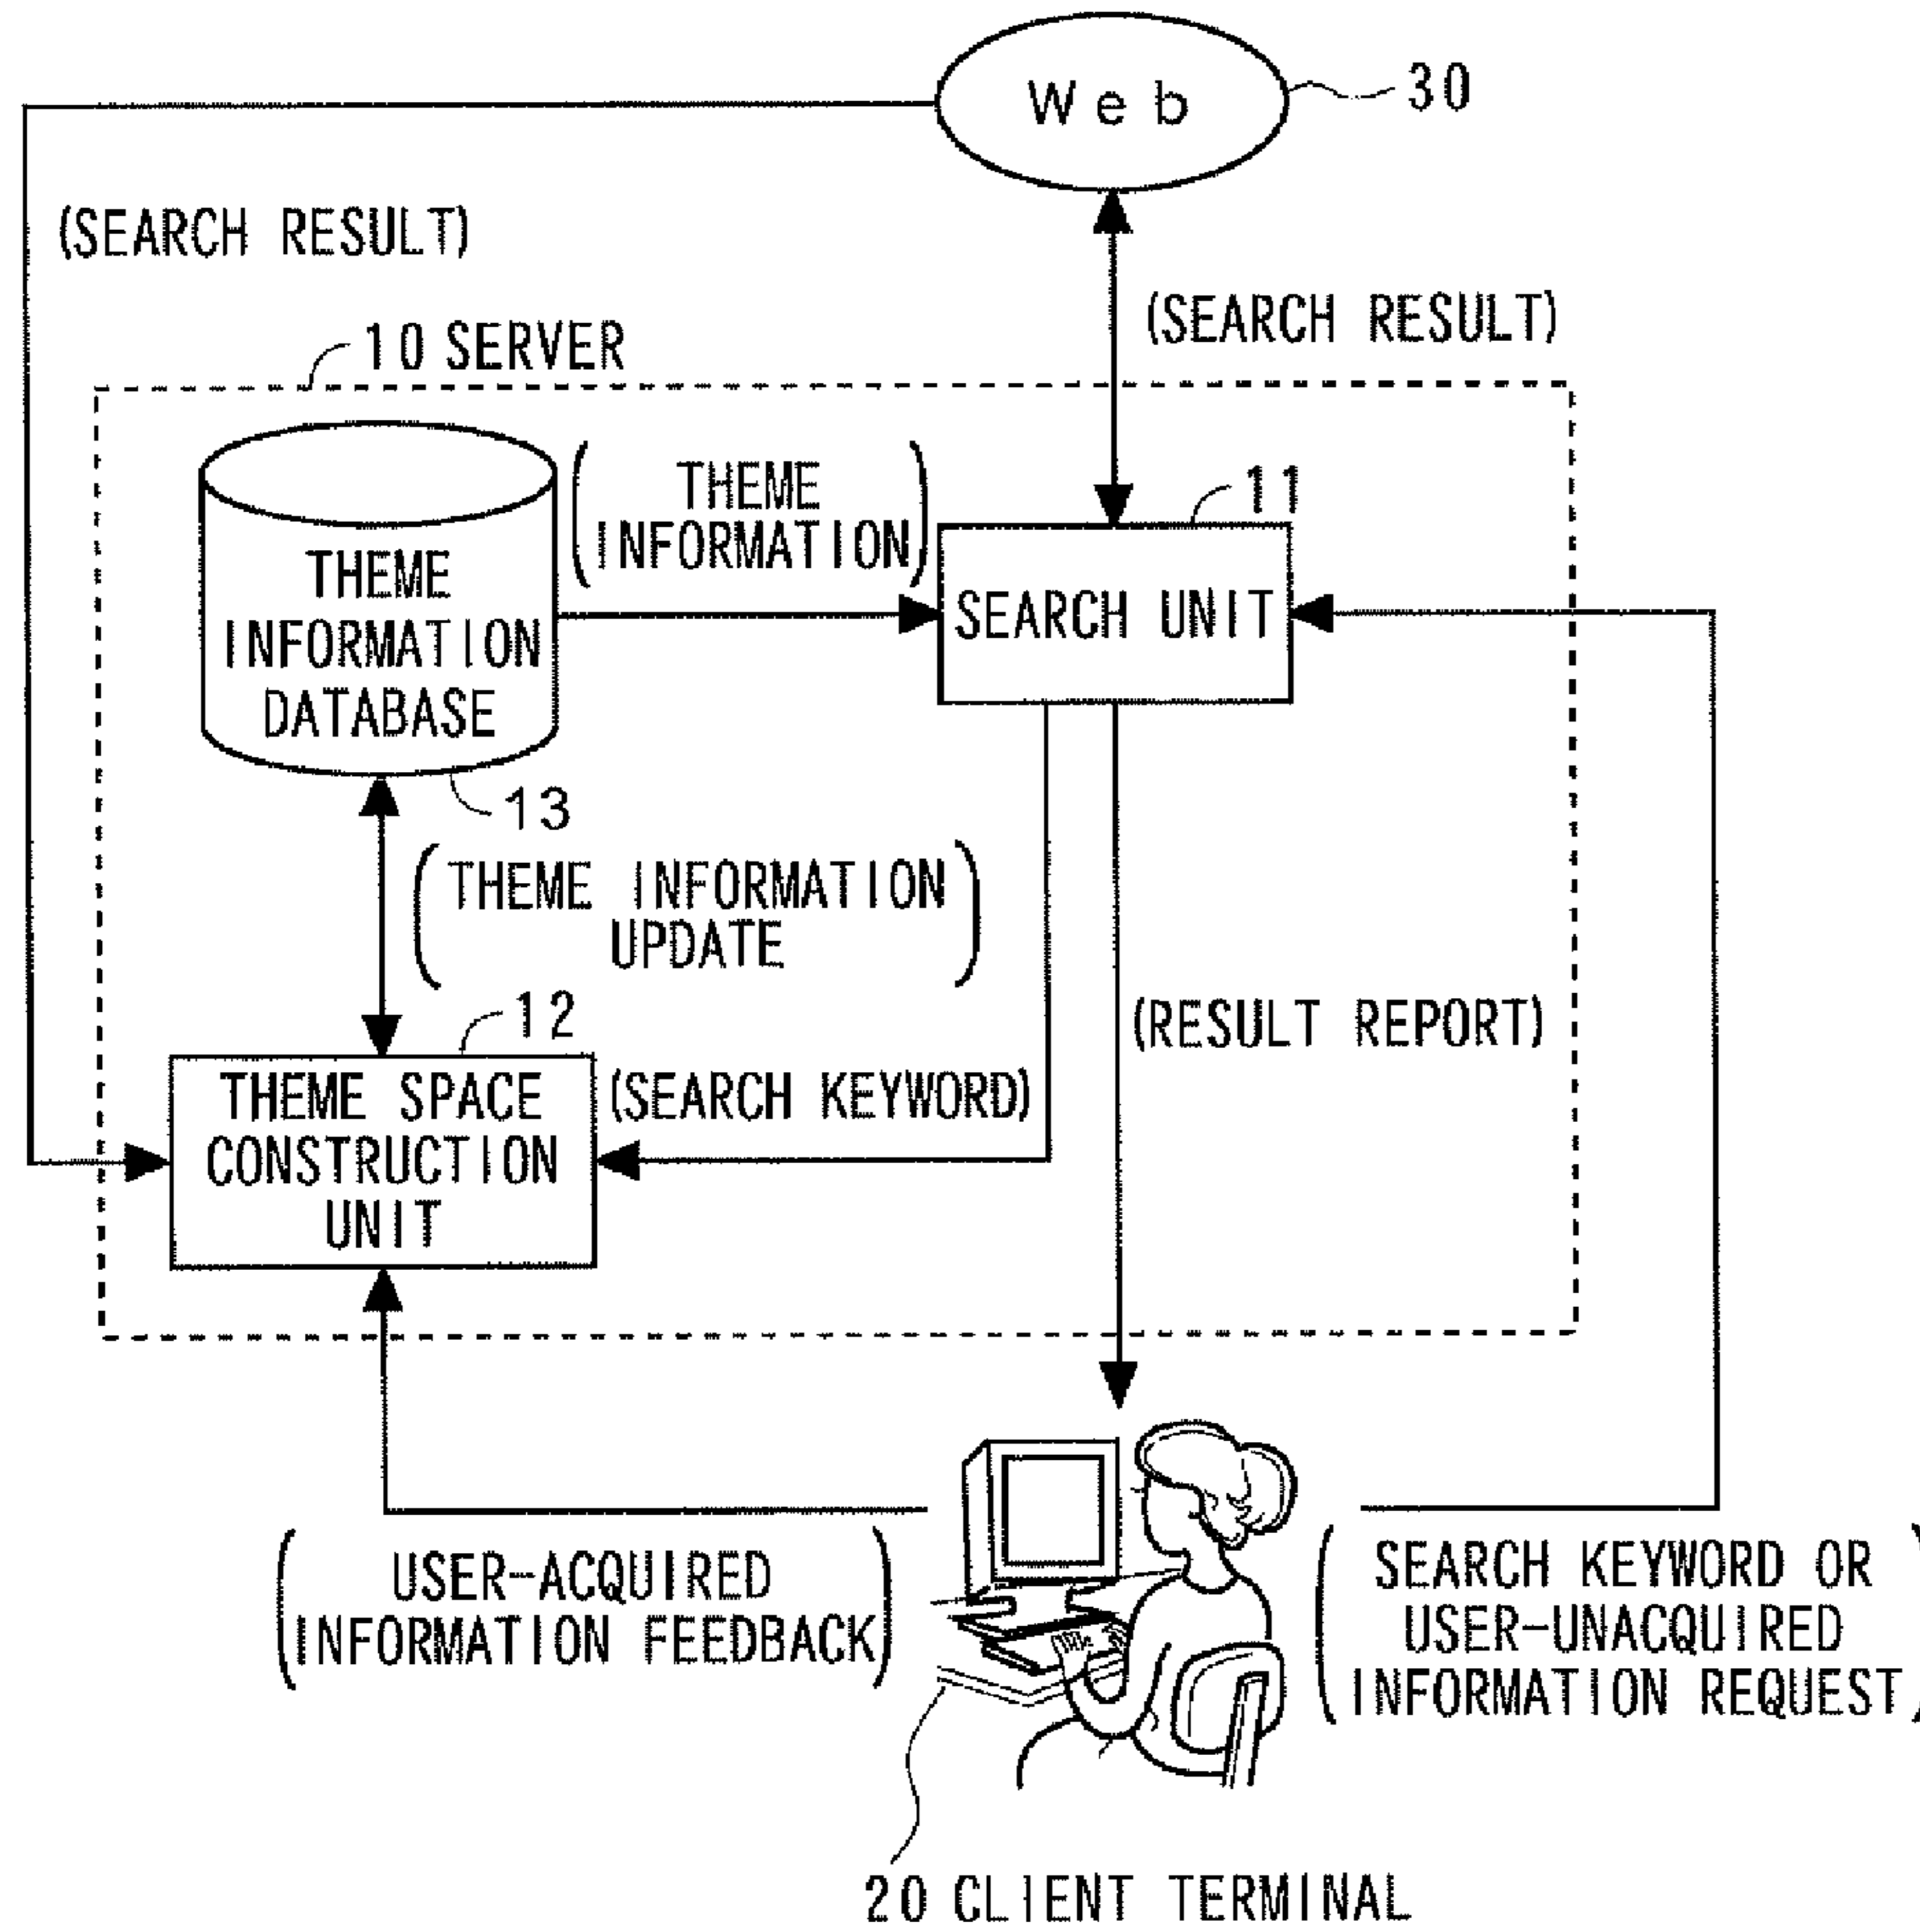 Web
30
(SEARCH RESULT)
(SEARCH RESULT)
10 SERVER
(THEME
INFORMATION)
11
THEME
INFORMATION
DATABASE
SEARCH UNIT
13
(THEME INFORMATION
UPDATE)
12
(RESULT REPORT)
THEME SPACE
CONSTRUCTION
UNIT
(SEARCH KEYWORD)
(USER-ACQUIRED
INFORMATION FEEDBACK)
(SEARCH KEYWORD OR
USER-UNACQUIRED
INFORMATION REQUEST)
20 CLIENT TERMINAL